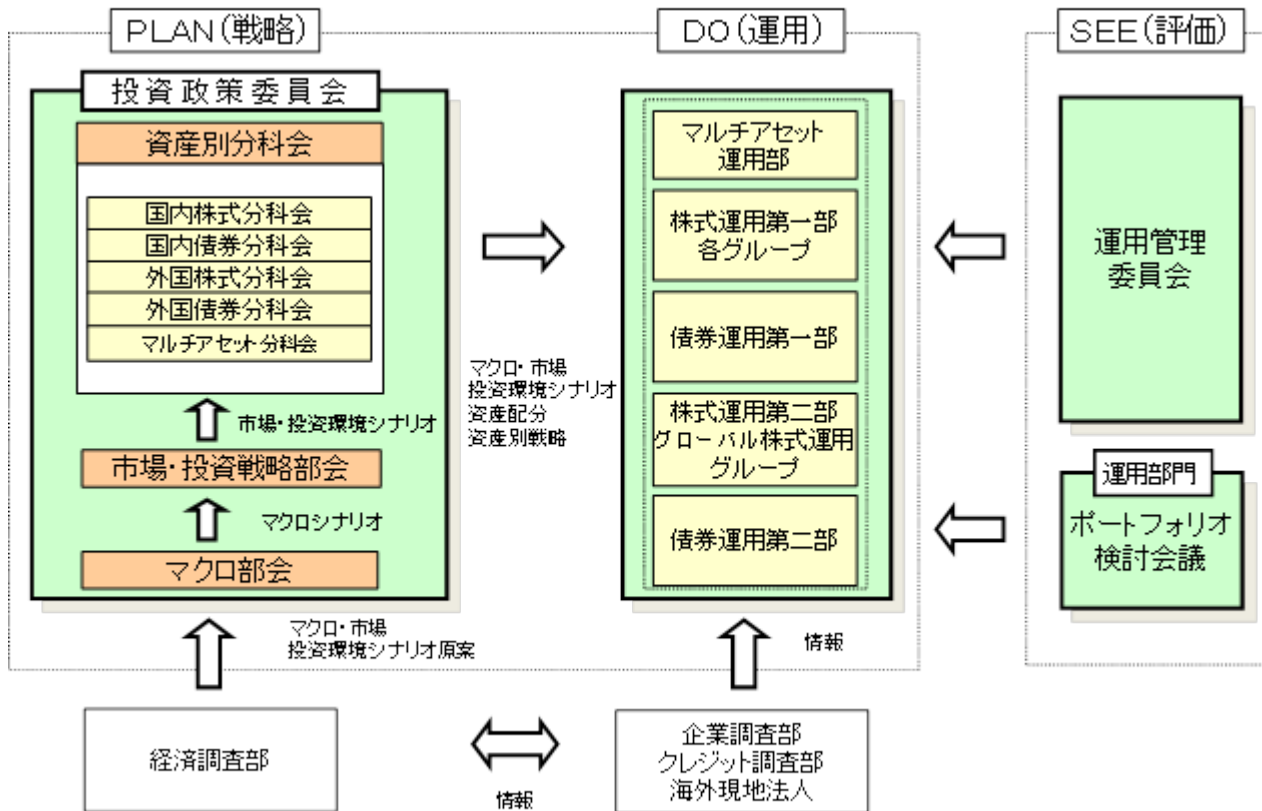 PLAN(戦略)
投資政策委員会
資産別分科会
国内株式分科会
国内債券分科会
外国株式分科会
外国債券分科会
マルチアセット分科会
市場・投資環境シナリオ
市場・投資戦略部会
マクロシナリオ
マクロ部会
マクロ・市場
投資環境シナリオ原案
経済調査部
マクロ・市場
投資環境シナリオ
資産配分
資産別戦略
DO(運用)
マルチアセット
運用部
株式運用第一部
各グループ
債券運用第一部
株式運用第二部
グローバル株式運用
グループ
債券運用第二部
情報
企業調査部
クレジット調査部
海外現地法人
情報
SEE(評価)
運用管理
委員会
運用部門
ポートフォリオ
検討会議